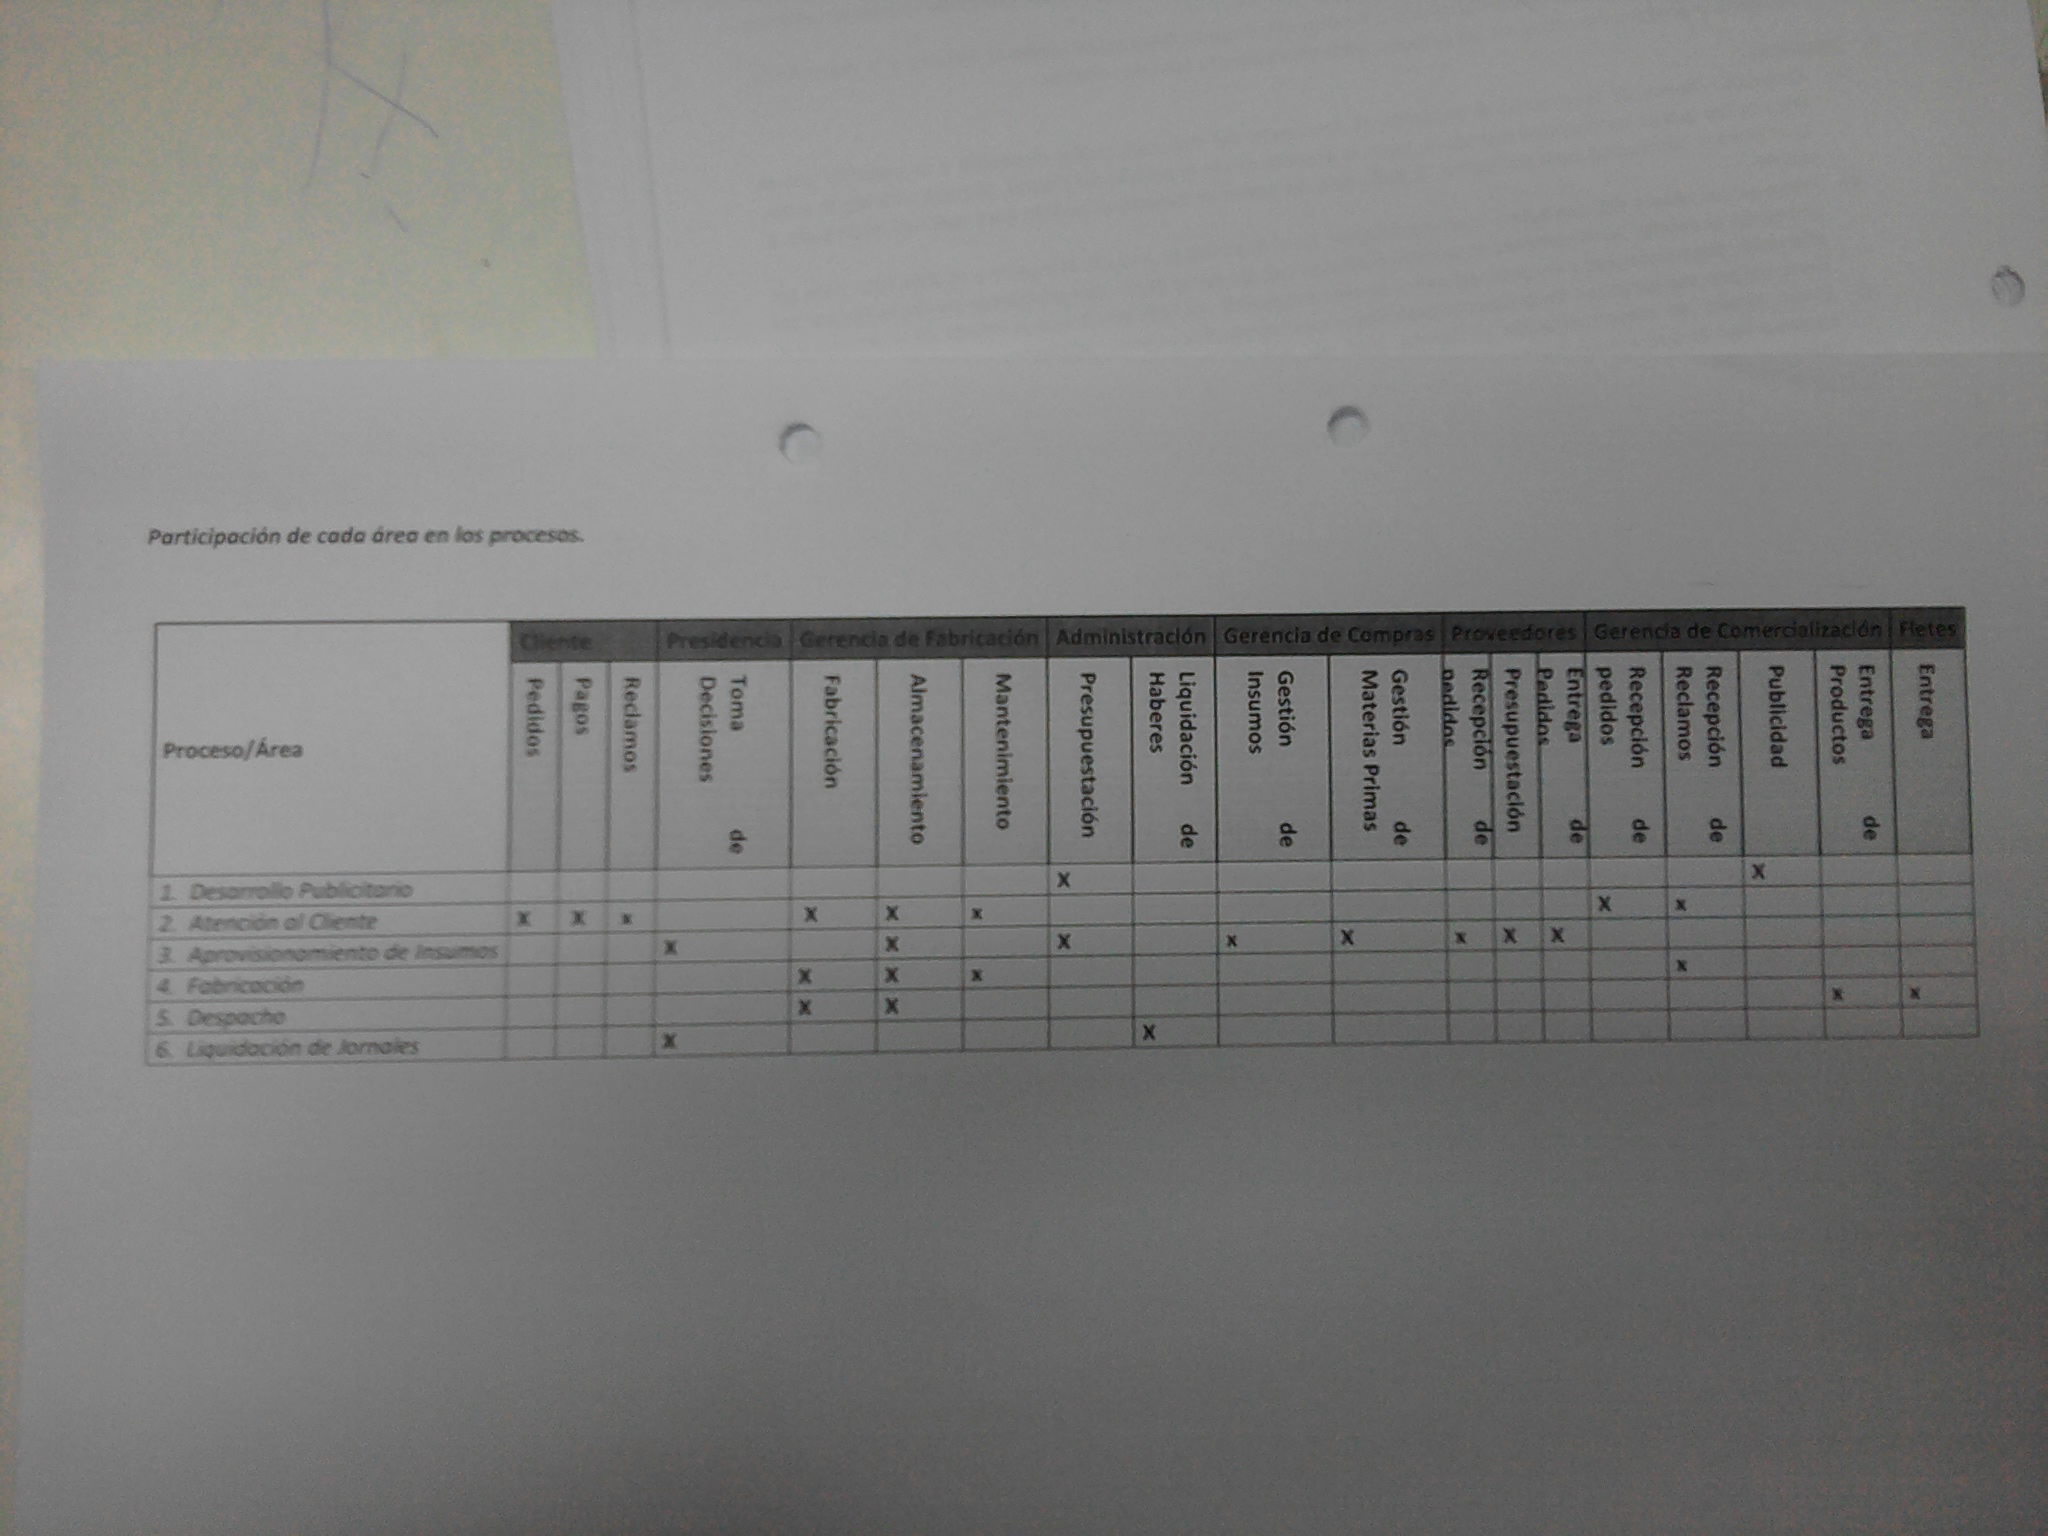 Participación de cada área en los procesos.
Proceso/Área
Cliente Presidencia Gerencia de Fabricación Administración Gerencia de Compras Proveedores Gerencia de Comercialización Fletes
Pedidos
Pagos
Reclamos
Toma de
Decisiones
Fabricación
Almacenamiento
Mantenimiento
Presupuestación
Liquidación de
Haberes
Gestión de
Insumos
Gestión de
Materias Primas
Recepción de
pedidos
Presupuestación
Entrega de
Pedidos
Recepción de
pedidos
Recepción de
Reclamos
Publicidad
Entrega de
Productos
Entrega
1. Desarrollo Publicitario X X
2. Atención al Cliente x x x X X x X x
3. Aprovisionamiento de Insumos X X X x X x X X
4. Fabricación X X x x
5. Despacho X X x x
6. Liquidación de Jornales X X